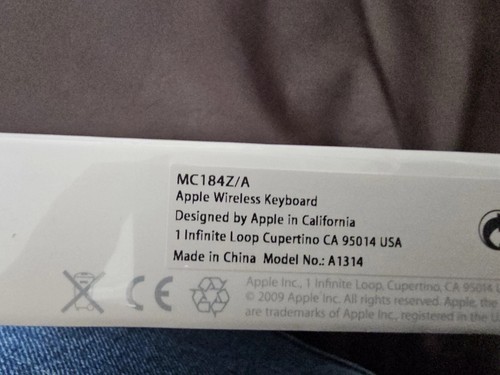 MC184Z/A
Apple Wireless Keyboard
Designed by Apple in California
1 Infinite Loop Cupertino CA 95014 USA
Made in China Model No.: A1314
CE
Apple Inc., 1 Infinite Loop, Cupertino, CA 95014
© 2009 Apple Inc. All rights reserved. Apple, the
are trademarks of Apple Inc., registered in the U